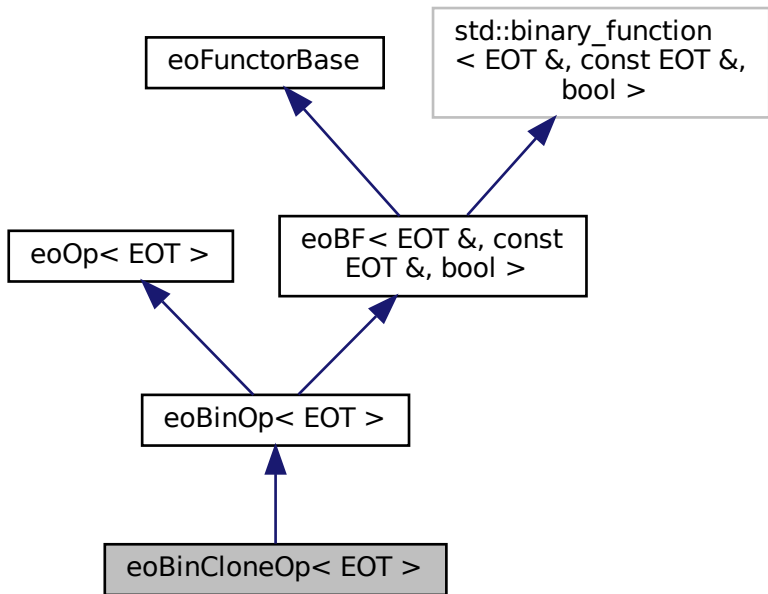 std::binary_function
< EOT &, const EOT &,
bool >
eoFunctorBase
eoBF< EOT &, const
EOT &, bool >
eoOp< EOT >
eoBinOp< EOT >
eoBinCloneOp< EOT >